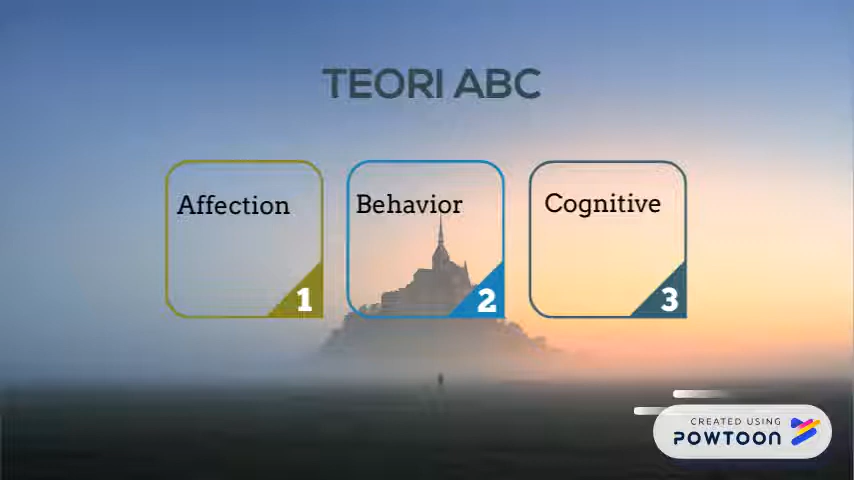 TEORI ABC
Affection
Behavior
Cognitive
1
2
3
CREATED USING
POWTOON